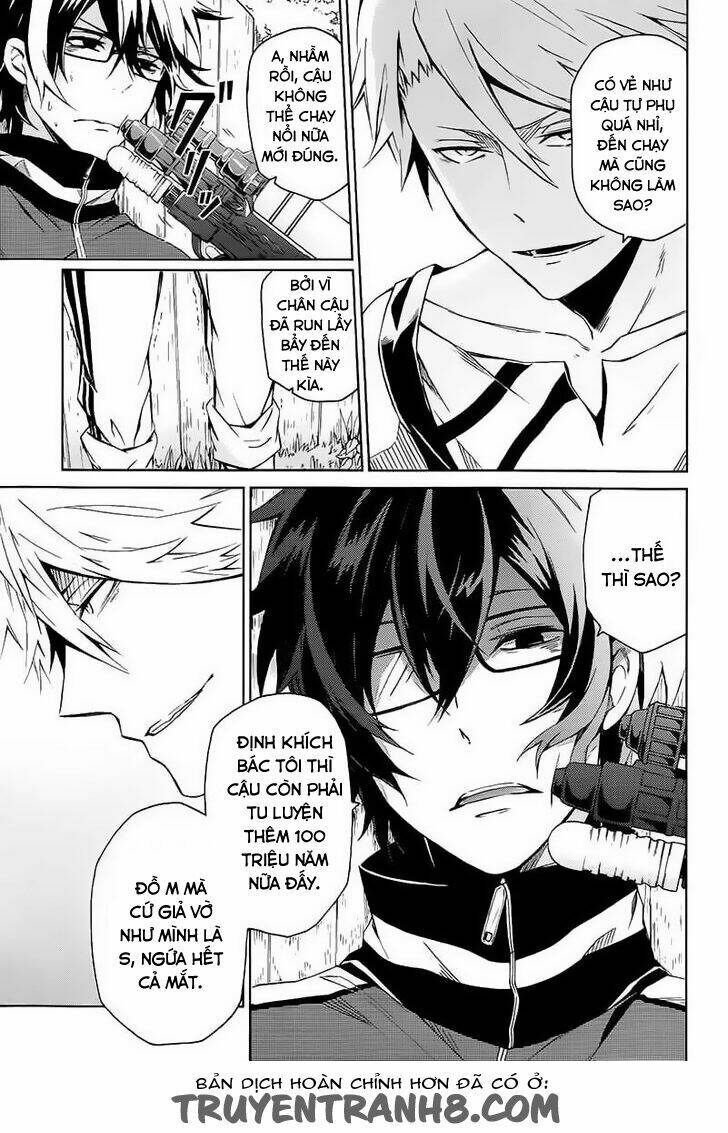 CÓ VẺ NHƯ
CẬU TỰ PHỤ
QUÁ NHỈ,
ĐẾN CHẠY
MÀ CŨNG
KHÔNG LÀM
SAO?
A, NHẦM
RỒI, CẬU
KHÔNG
THỂ CHẠY
NỔI NỮA
MỚI ĐÚNG.
BỞI VÌ
CHÂN CẬU
ĐÃ RUN LẨY
BẨY ĐẾN
THẾ NÀY
KÌA.
...THẾ
THÌ SAO?
ĐỊNH KHÍCH
BÁC TÔI THÌ
CẬU CÒN PHẢI
TU LUYỆN
THÊM 100
TRIỆU NĂM
NỮA ĐẤY.
ĐỒ M MÀ
CỨ GIẢ VỜ
NHƯ MÌNH LÀ
S, NGỨA HẾT
CẢ MẮT.
BẢN DỊCH HOÀN CHỈNH HƠN ĐÃ CÓ Ở:
TRUYENTRANH8.COM